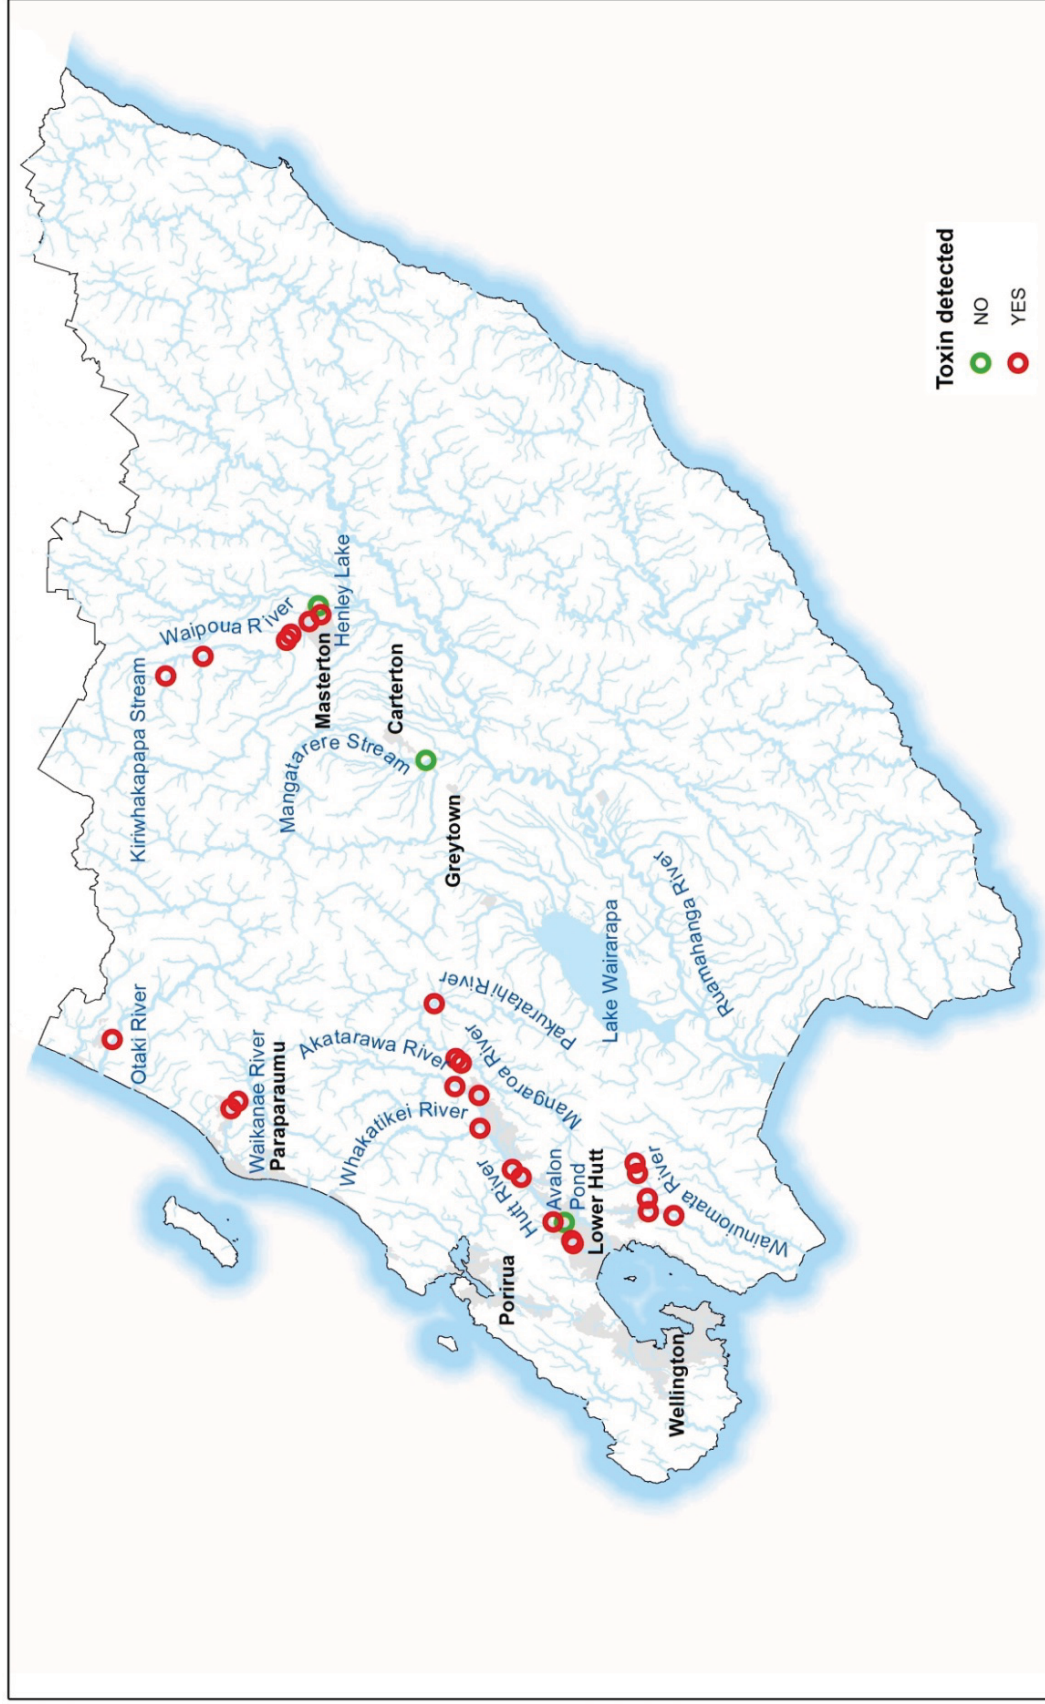 Otaki River
Waikanae River
Paraparaumu
Kiriwhakapapa Stream
Waipoua River
Masterton
Henley Lake
Mangatarere Stream
Carterton
Greytown
Akatarawa River
Pakuratahi River
Whakatikei River
Mangaroa River
Hutt River
Avalon
Pond
Lower Hutt
Porirua
Wainuiomata River
Wellington
Lake Wairarapa
Ruamahanga River
Toxin detected
NO
YES